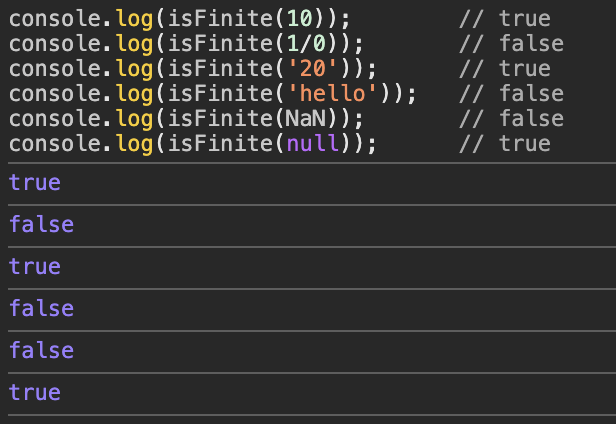 console.log(isFinite(10));        // true
console.log(isFinite(1/0));       // false
console.log(isFinite('20'));      // true
console.log(isFinite('hello'));   // false
console.log(isFinite(NaN));       // false
console.log(isFinite(null));      // true
true
false
true
false
false
true